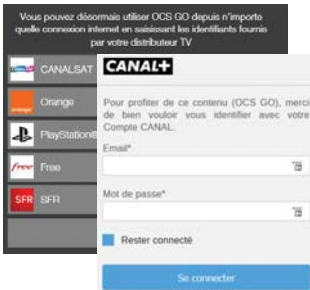 Vous pouvez désormais utiliser OCS GO depuis n'importe
quelle connexion internet en saisissant les identifiants fournis
par votre distributeur TV
CANALSAT
Orange
PlayStation®
Free
SFR
CANAL+
Pour profiter de ce contenu (OCS GO), merci
de bien vouloir vous identifier avec votre
Compte CANAL.
Email*
Mot de passe*
Rester connecté
Se connecter